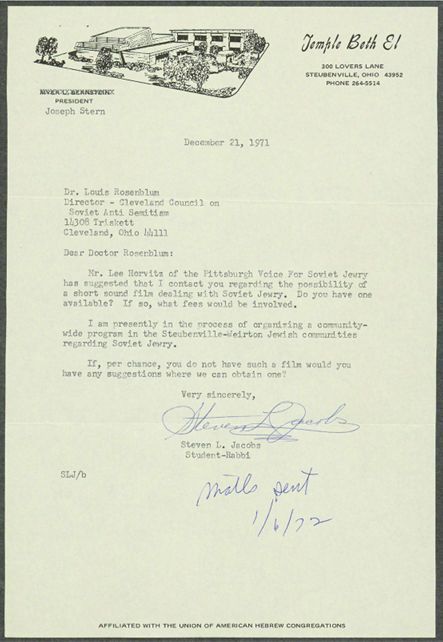 Temple Beth El
300 LOVERS LANE
STEUBENVILLE, OHIO 43952
PHONE 264-5514
PRESIDENT
Joseph Stern
December 21, 1971
Dr. Louis Rosenblum
Director - Cleveland Council on
Soviet Anti Semitism
14308 Triskett
Cleveland, Ohio 44111
Dear Doctor Rosenblum:
Mr. Lee Horvitz of the Pittsburgh Voice For Soviet Jewry
has suggested that I contact you regarding the possibility of
a short sound film dealing with Soviet Jewry. Do you have one
available? If so, what fees would be involved.
I am presently in the process of organizing a community-
wide program in the Steubenville-Weirton Jewish communities
regarding Soviet Jewry.
If, per chance, you do not have such a film would you
have any suggestions where we can obtain one?
Very sincerely,
Steven L. Jacobs
Steven L. Jacobs
Student-Rabbi
SLJ/b
matls sent
1/6/72
AFFILIATED WITH THE UNION OF AMERICAN HEBREW CONGREGATIONS